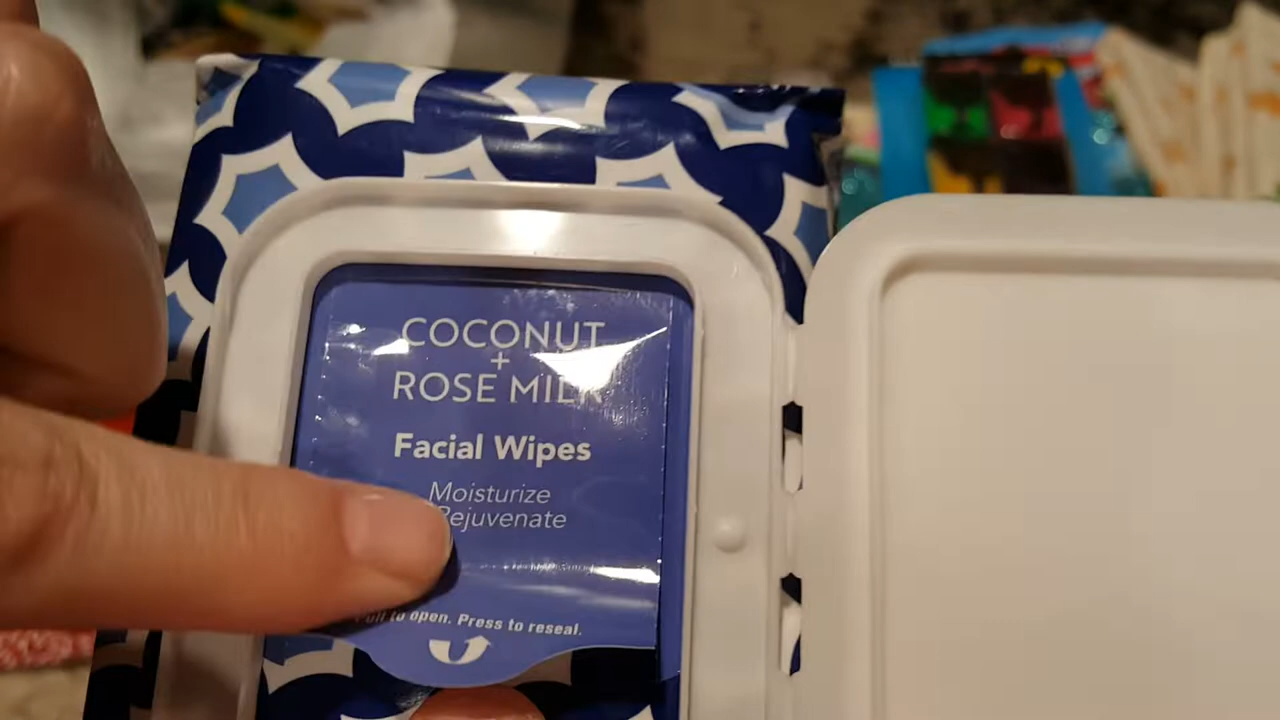 COCONUT
+
ROSE MILK
Facial Wipes
Moisturize
Rejuvenate
Pull to open. Press to reseal.